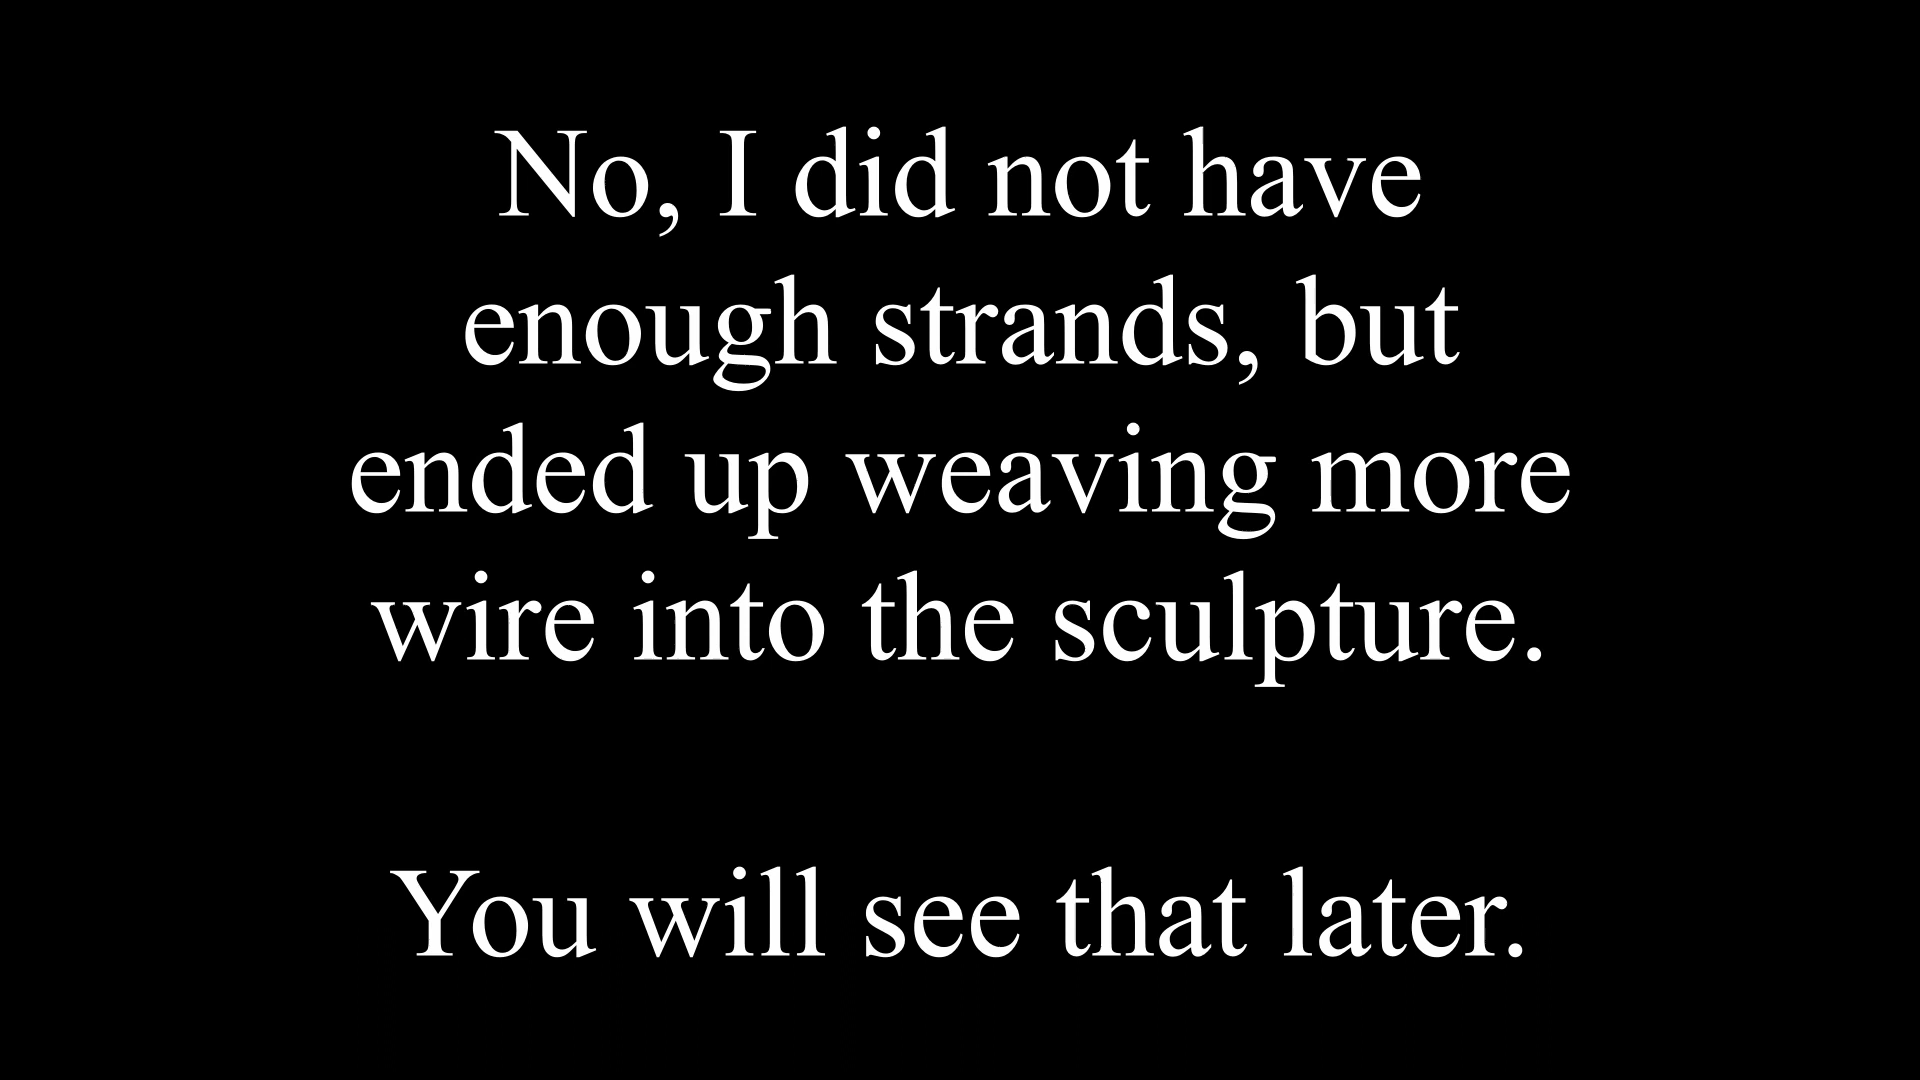 No, I did not have
enough strands, but
ended up weaving more
wire into the sculpture.
You will see that later.